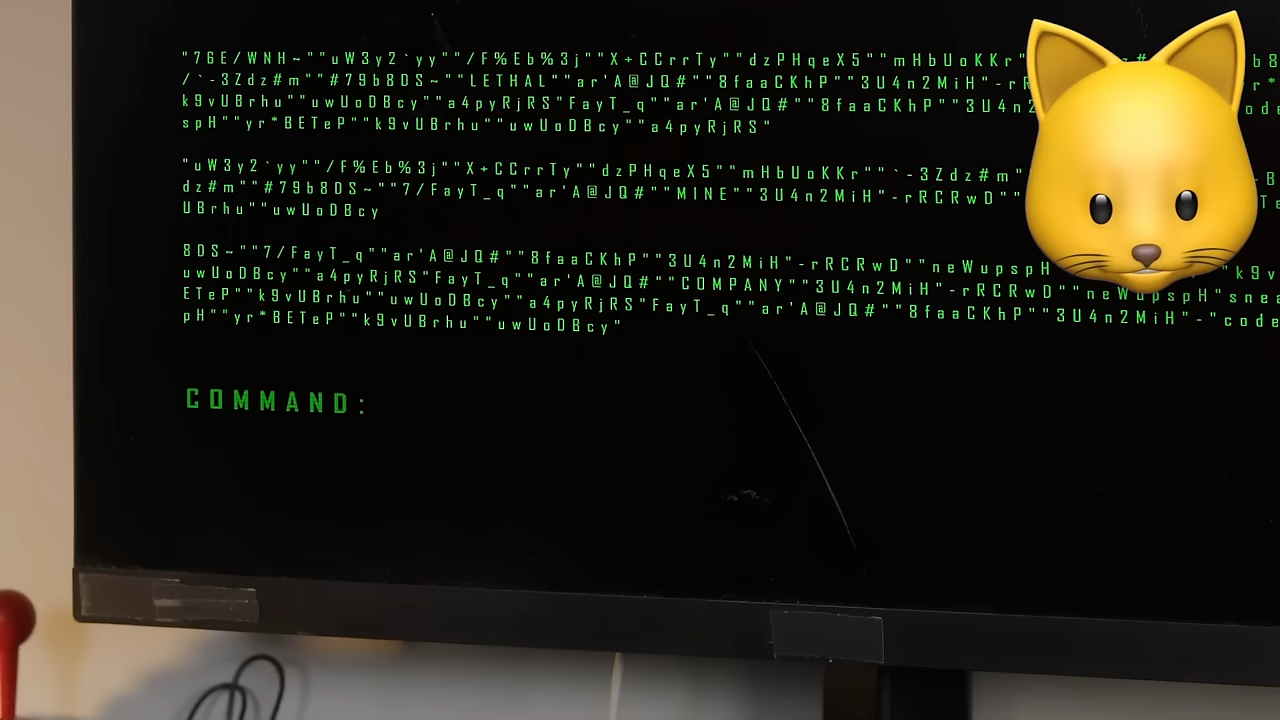 "76E/WNH~""uW3y2`yy""/F%Eb%3j""X+CCrrTy""dzPHqeX5""mHbUoKKr"
/`-3Zdz#m""#79b8DS~""LETHAL""ar'A@JQ#""8faaCKhP""3U4n2MiH"-rR
k9vUBrhu""uwUoDBcy""a4pyRjRS"FayT_q""ar'A@JQ#""8faaCKhP""3U4n2 ode
spH""yr*BETeP""k9vUBrhu""uwUoDBcy""a4pyRjRS"
"uW3y2`yy""/F%Eb%3j""X+CCrrTy""dzPHqeX5""mHbUoKKr""`-3Zdz#m"
dz#m""#79b8DS~""7/FayT_q""ar'A@JQ#""MINE""3U4n2MiH"-rRCRwD""
UBrhu""uwUoDBcy
8DS~""7/FayT_q""ar'A@JQ#""8faaCKhP""3U4n2MiH"-rRCRwD""neWupspH "k9v
uwUoDBcy""a4pyRjRS"FayT_q""ar'A@JQ#""COMPANY""3U4n2MiH"-rRCRwD""neWupspH"snea
ETeP""k9vUBrhu""uwUoDBcy""a4pyRjRS"FayT_q""ar'A@JQ#""8faaCKhP""3U4n2MiH"-"code
pH""yr*BETeP""k9vUBrhu""uwUoDBcy"
COMMAND: